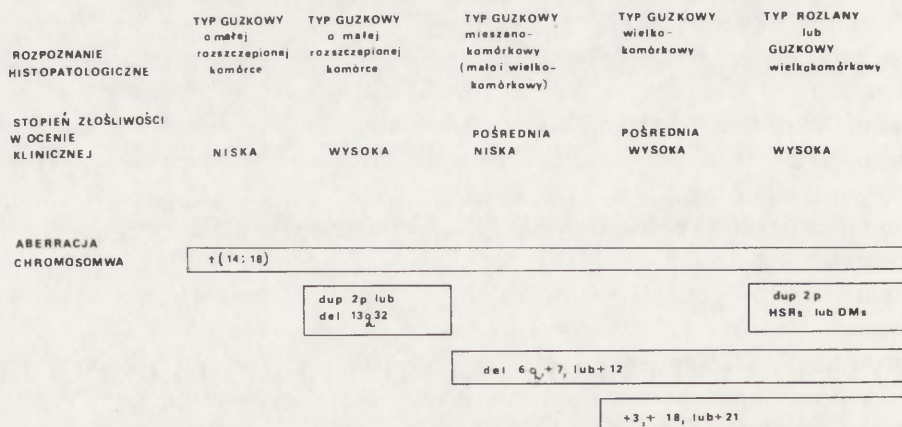 ROZPOZNANIE
HISTOPATOLOGICZNE
TYP GUZKOWY
o małej
rozszczepionej
komórce
TYP GUZKOWY
o małej
rozszczepionej
komórce
TYP GUZKOWY
mieszano-
komórkowy
(mało i wielko-
komórkowy)
TYP GUZKOWY
wielko-
komórkowy
TYP ROZLANY
lub
GUZKOWY
wielkokomórkowy
STOPIEŃ ZŁOŚLIWOŚCI
W OCENIE
KLINICZNEJ
NISKA
WYSOKA
POŚREDNIA
NISKA
POŚREDNIA
WYSOKA
WYSOKA
ABERRACJA
CHROMOSOMWA
t(14:18)
dup 2p lub
del 13q32
dup 2p
HSRs lub DMs
del 6q,+7, lub+12
+3,+ 18, lub+21